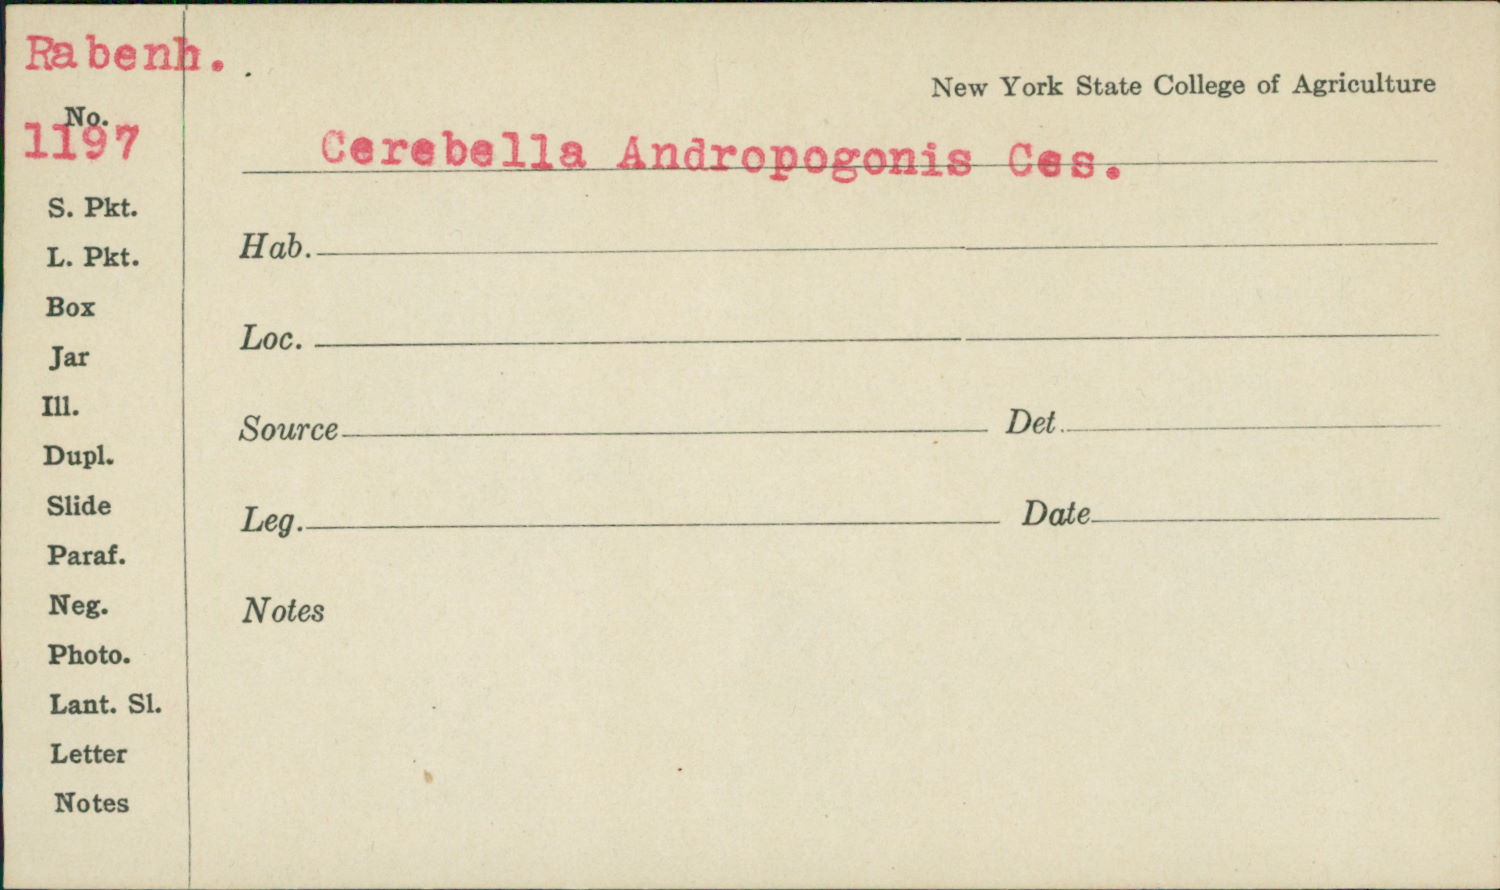 Rabenh.
No.
1197
S. Pkt.
L. Pkt.
Box
Jar
Ill.
Dupl.
Slide
Paraf.
Neg.
Photo.
Lant. Sl.
Letter
Notes
New York State College of Agriculture
Cerebella Andropogonis Ces.
Hab.
Loc.
Source Det.
Leg. Date
Notes